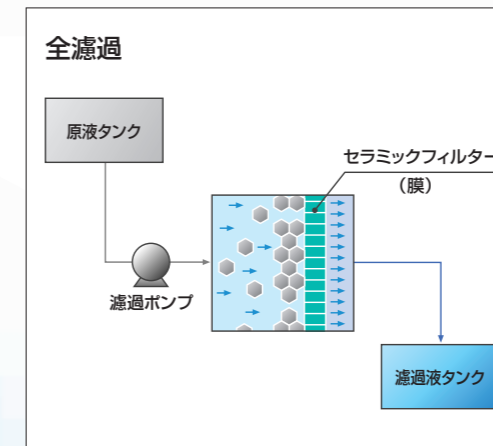 全濾過
原液タンク
セラミックフィルター
（膜）
濾過ポンプ
濾過液タンク